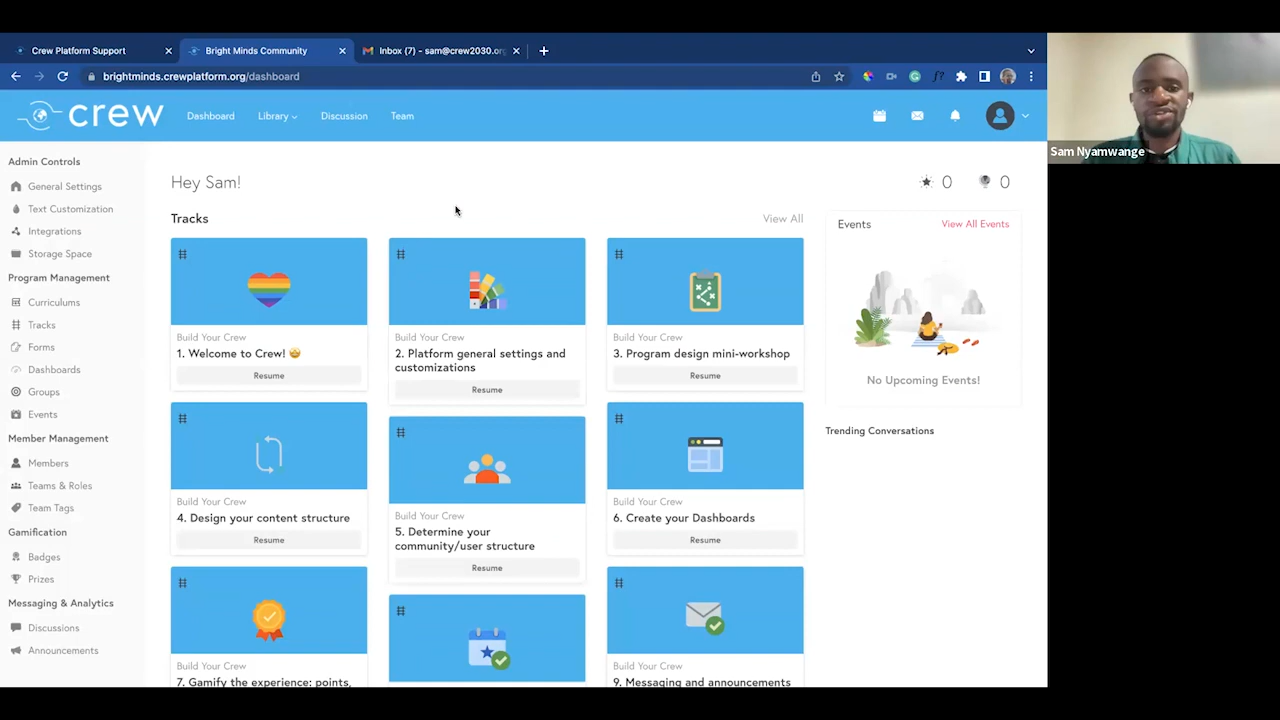 Crew Platform Support
Bright Minds Community
Inbox (7) - sam@crew2030.org
brightminds.crewplatform.org/dashboard
crew
Dashboard
Library
Discussion
Team
Sam Nyamwange
Admin Controls
General Settings
Text Customization
Integrations
Storage Space
Program Management
Curriculums
Tracks
Forms
Dashboards
Groups
Events
Member Management
Members
Teams & Roles
Team Tags
Gamification
Badges
Prizes
Messaging & Analytics
Discussions
Announcements
Hey Sam!
0
0
Tracks
View All
Build Your Crew
1. Welcome to Crew! 🤩
Resume
Build Your Crew
2. Platform general settings and
customizations
Resume
Build Your Crew
3. Program design mini-workshop
Resume
Build Your Crew
4. Design your content structure
Resume
Build Your Crew
5. Determine your
community/user structure
Resume
Build Your Crew
6. Create your Dashboards
Resume
Build Your Crew
7. Gamify the experience: points,
Build Your Crew
9. Messaging and announcements
Events
View All Events
No Upcoming Events!
Trending Conversations